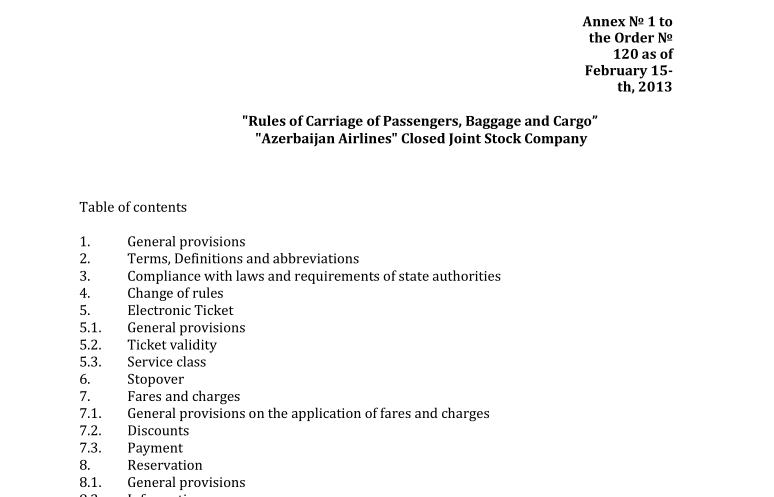 Annex № 1 to
the Order №
120 as of
February 15-
th, 2013
"Rules of Carriage of Passengers, Baggage and Cargo”
"Azerbaijan Airlines" Closed Joint Stock Company
Table of contents
1. General provisions
2. Terms, Definitions and abbreviations
3. Compliance with laws and requirements of state authorities
4. Change of rules
5. Electronic Ticket
5.1. General provisions
5.2. Ticket validity
5.3. Service class
6. Stopover
7. Fares and charges
7.1. General provisions on the application of fares and charges
7.2. Discounts
7.3. Payment
8. Reservation
8.1. General provisions